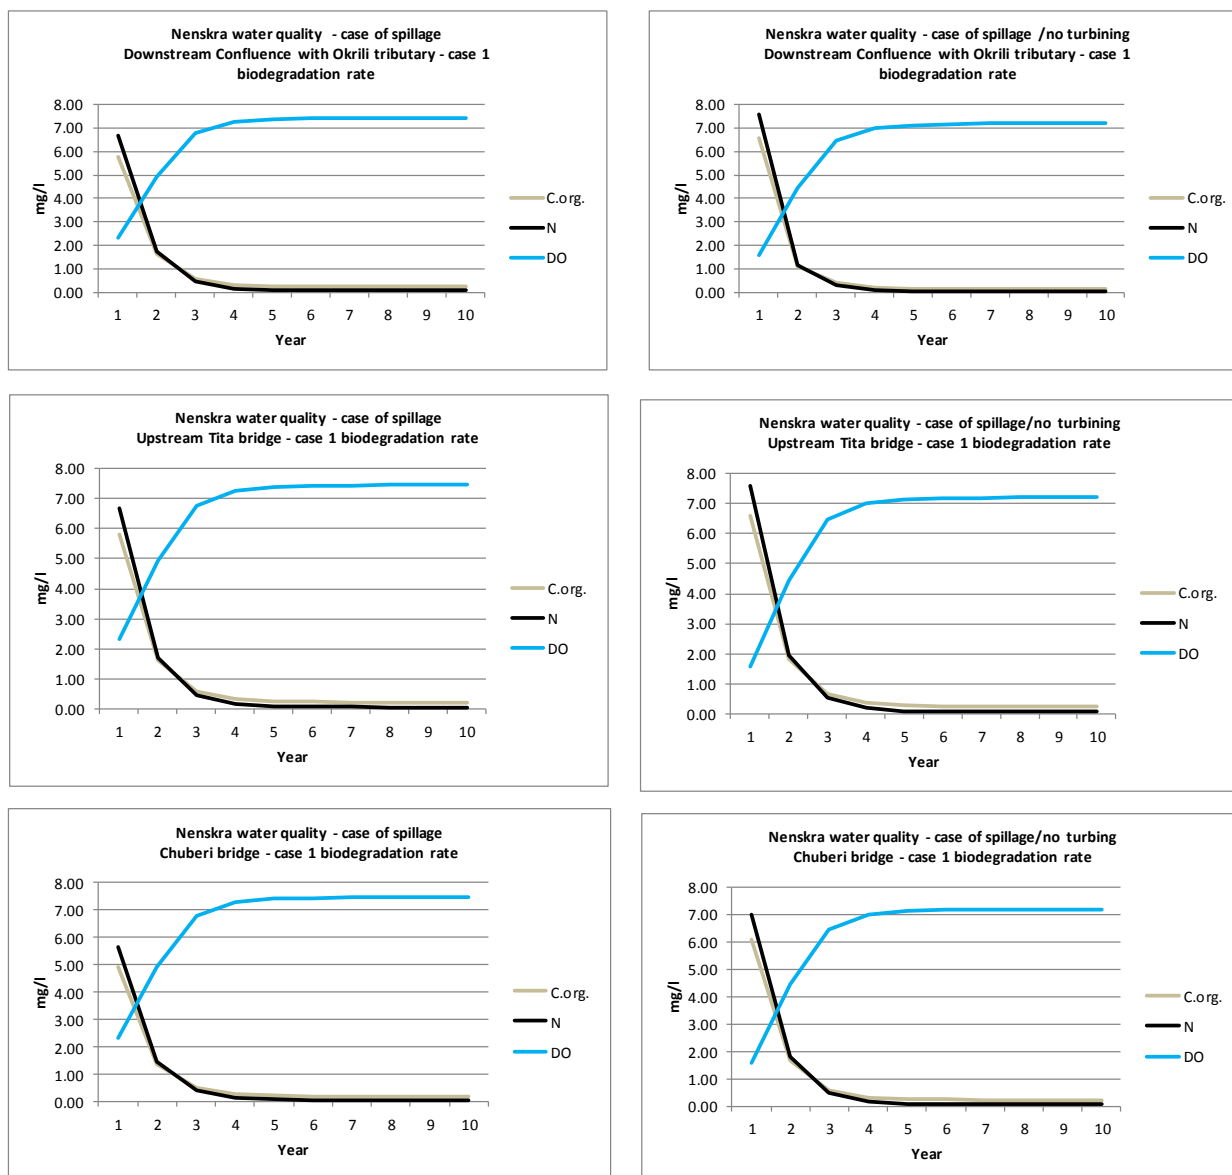 Nenskra water quality - case of spillage
Downstream Confluence with Okrili tributary - case 1
biodegradation rate
8.00
7.00
6.00
5.00
4.00
3.00
2.00
1.00
0.00
mg/l
1 2 3 4 5 6 7 8 9 10
Year
C.org.
N
DO
Nenskra water quality - case of spillage /no turbining
Downstream Confluence with Okrili tributary - case 1
biodegradation rate
8.00
7.00
6.00
5.00
4.00
3.00
2.00
1.00
0.00
mg/l
1 2 3 4 5 6 7 8 9 10
Year
C.org.
N
DO
Nenskra water quality - case of spillage
Upstream Tita bridge - case 1 biodegradation rate
8.00
7.00
6.00
5.00
4.00
3.00
2.00
1.00
0.00
mg/l
1 2 3 4 5 6 7 8 9 10
Year
C.org.
N
DO
Nenskra water quality - case of spillage/no turbining
Upstream Tita bridge - case 1 biodegradation rate
8.00
7.00
6.00
5.00
4.00
3.00
2.00
1.00
0.00
mg/l
1 2 3 4 5 6 7 8 9 10
Year
C.org.
N
DO
Nenskra water quality - case of spillage
Chuberi bridge - case 1 biodegradation rate
8.00
7.00
6.00
5.00
4.00
3.00
2.00
1.00
0.00
mg/l
1 2 3 4 5 6 7 8 9 10
Year
C.org.
N
DO
Nenskra water quality - case of spillage/no turbing
Chuberi bridge - case 1 biodegradation rate
8.00
7.00
6.00
5.00
4.00
3.00
2.00
1.00
0.00
mg/l
1 2 3 4 5 6 7 8 9 10
Year
C.org.
N
DO